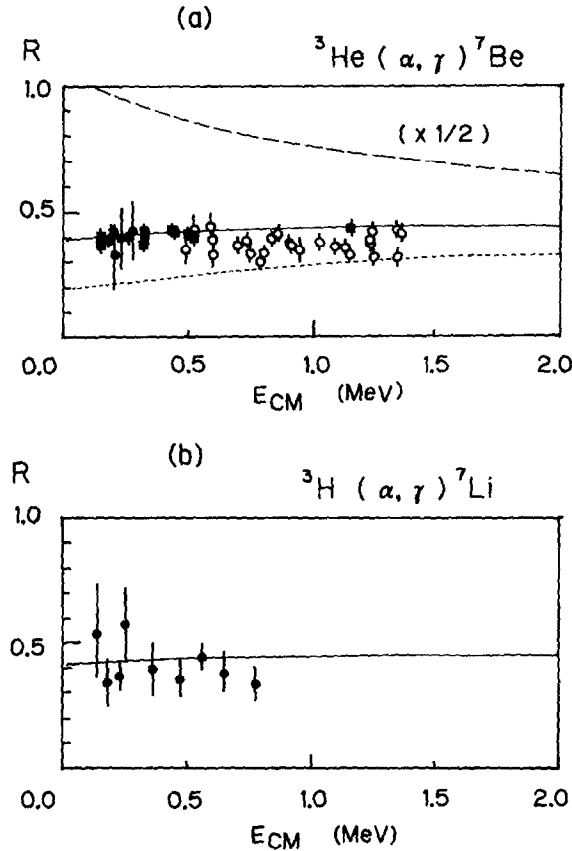 (a)
R
³He (α, γ) ⁷Be
1.0
(×1/2)
0.5
0.0 0.5 1.0 1.5 2.0
E_CM (MeV)
(b)
R
³H (α, γ) ⁷Li
1.0
0.5
0.0 0.5 1.0 1.5 2.0
E_CM (MeV)